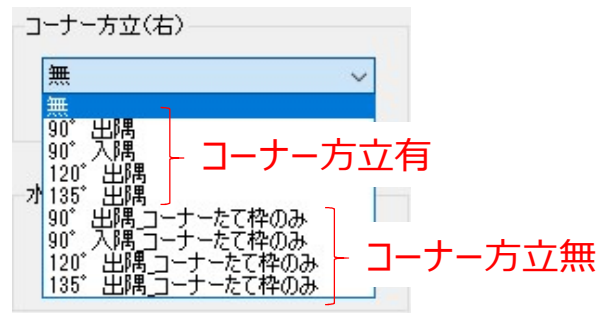 コーナー方立(右)
無
無
90° 出隅
90° 入隅
120° 出隅
135° 出隅
コーナー方立有
水
90° 出隅_コーナーたて枠のみ
90° 入隅_コーナーたて枠のみ
120° 出隅_コーナーたて枠のみ
135° 出隅_コーナーたて枠のみ
コーナー方立無